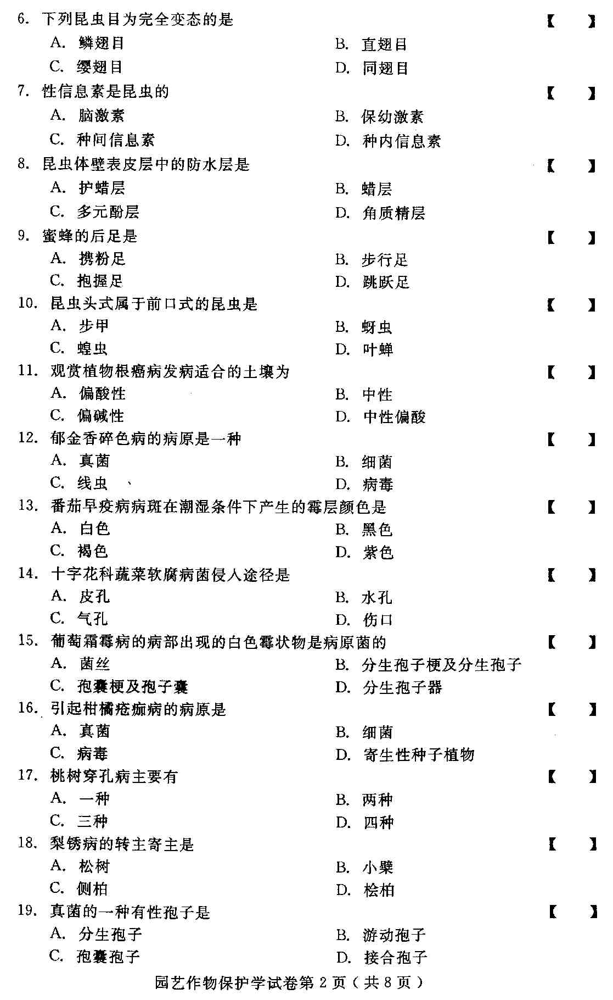 6. 下列昆虫目为完全变态的是 【 】
A. 鳞翅目 B. 直翅目
C. 缨翅目 D. 同翅目
7. 性信息素是昆虫的 【 】
A. 脑激素 B. 保幼激素
C. 种间信息素 D. 种内信息素
8. 昆虫体壁表皮层中的防水层是 【 】
A. 护蜡层 B. 蜡层
C. 多元酚层 D. 角质精层
9. 蜜蜂的后足是 【 】
A. 携粉足 B. 步行足
C. 抱握足 D. 跳跃足
10. 昆虫头式属于前口式的昆虫是 【 】
A. 步甲 B. 蚜虫
C. 蝗虫 D. 叶蝉
11. 观赏植物根癌病发病适合的土壤为 【 】
A. 偏酸性 B. 中性
C. 偏碱性 D. 中性偏酸
12. 郁金香碎色病的病原是一种 【 】
A. 真菌 B. 细菌
C. 线虫 D. 病毒
13. 番茄早疫病病斑在潮湿条件下产生的霉层颜色是 【 】
A. 白色 B. 黑色
C. 褐色 D. 紫色
14. 十字花科蔬菜软腐病菌侵入途径是 【 】
A. 皮孔 B. 水孔
C. 气孔 D. 伤口
15. 葡萄霜霉病的病部出现的白色霉状物是病原菌的 【 】
A. 菌丝 B. 分生孢子梗及分生孢子
C. 孢囊梗及孢子囊 D. 分生孢子器
16. 引起柑橘疮痂病的病原是 【 】
A. 真菌 B. 细菌
C. 病毒 D. 寄生性种子植物
17. 桃树穿孔病主要有 【 】
A. 一种 B. 两种
C. 三种 D. 四种
18. 梨锈病的转主寄主是 【 】
A. 松树 B. 小檗
C. 侧柏 D. 桧柏
19. 真菌的一种有性孢子是 【 】
A. 分生孢子 B. 游动孢子
C. 孢囊孢子 D. 接合孢子
园艺作物保护学试卷第 2 页（共 8 页）